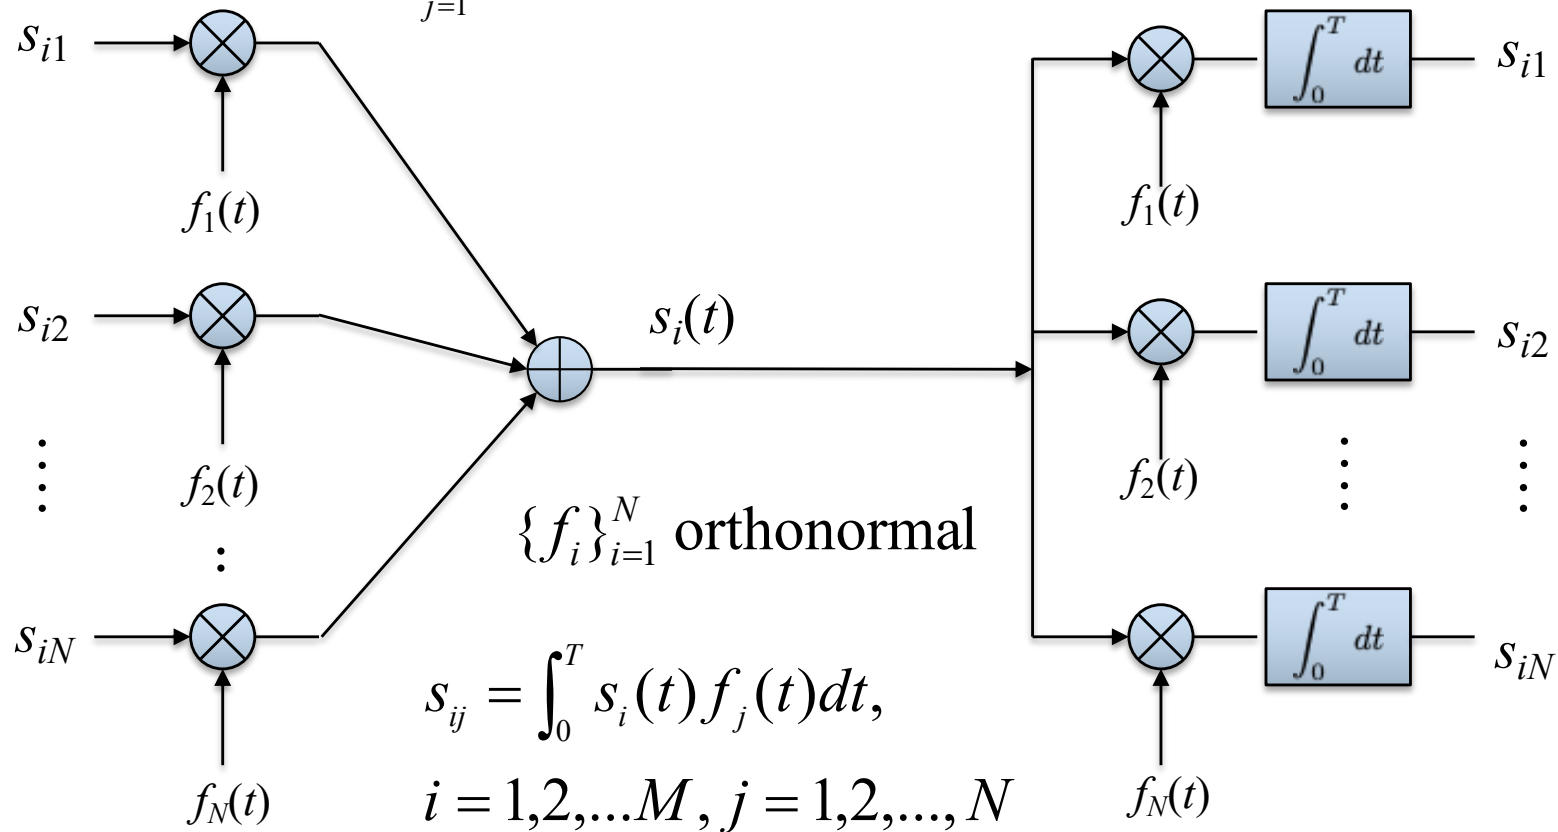 j=1
s_{i1}
f_1(t)
s_{i2}
f_2(t)
⋮
:
s_{iN}
f_N(t)
s_i(t)
{f_i}_{i=1}^{N} orthonormal
s_{ij} = ∫_0^T s_i(t) f_j(t)dt,
i = 1,2,...M, j = 1,2,..., N
∫_0^T dt
s_{i1}
f_1(t)
∫_0^T dt
s_{i2}
f_2(t)
⋮
⋮
∫_0^T dt
s_{iN}
f_N(t)